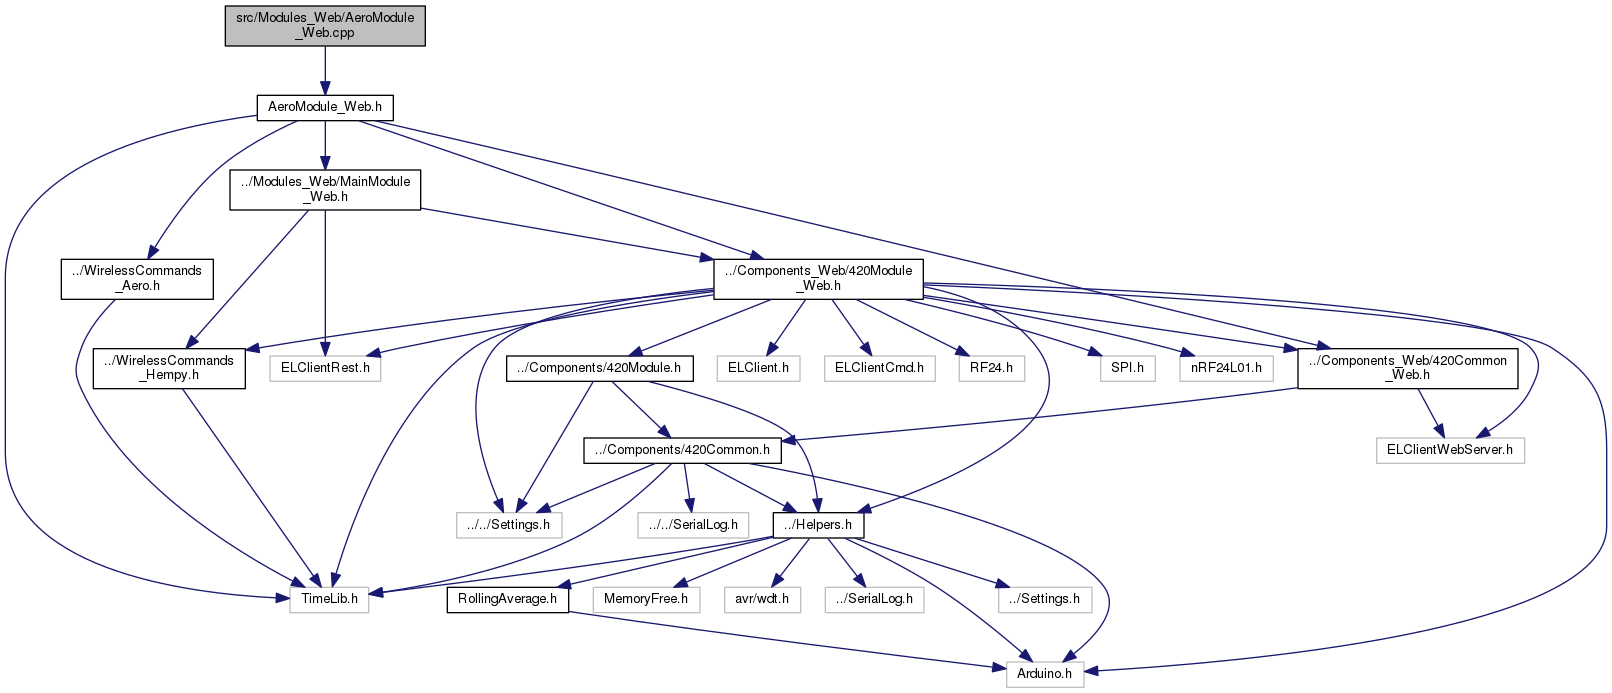 src/Modules_Web/AeroModule
_Web.cpp
AeroModule_Web.h
../Modules_Web/MainModule
_Web.h
../WirelessCommands
_Aero.h
../Components_Web/420Module
_Web.h
../WirelessCommands
_Hempy.h
ELClientRest.h
../Components/420Module.h
ELClient.h
ELClientCmd.h
RF24.h
SPI.h
nRF24L01.h
../Components_Web/420Common
_Web.h
../Components/420Common.h
ELClientWebServer.h
../../Settings.h
../../SerialLog.h
../Helpers.h
TimeLib.h
RollingAverage.h
MemoryFree.h
avr/wdt.h
../SerialLog.h
../Settings.h
Arduino.h